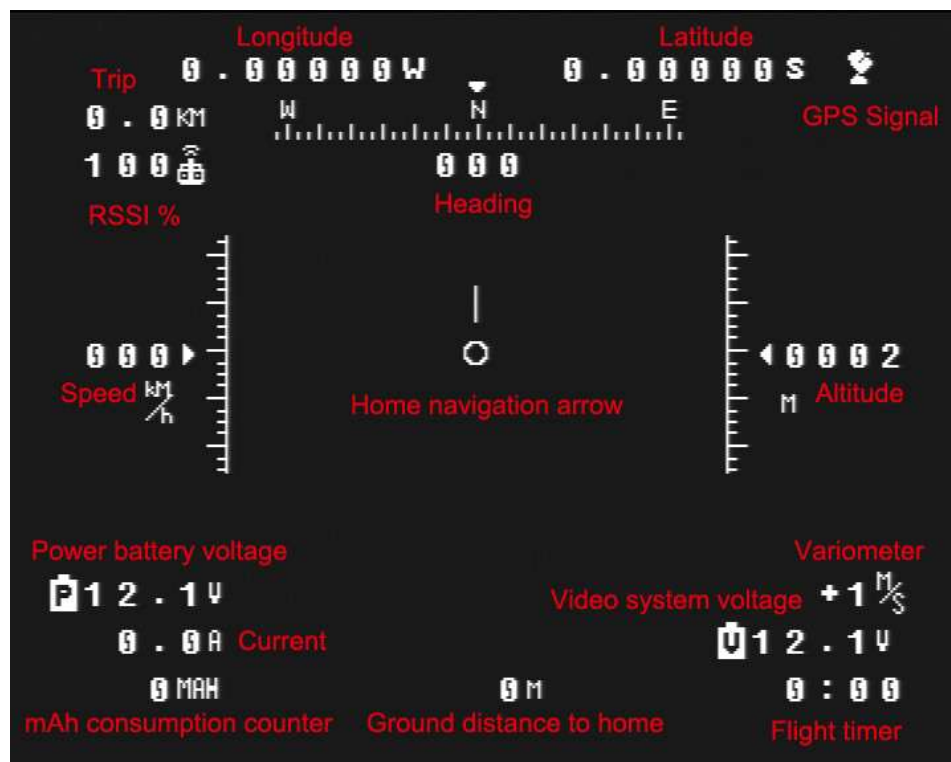 Longitude Latitude
0.00000W 0.00000S
Trip
0.0KM W N E GPS Signal
100 000
RSSI % Heading
000 0002
Speed KM/h Home navigation arrow M Altitude
Power battery voltage Variometer
P12.1V Video system voltage +1M/S
0.0A Current V12.1V
0MAH 0M 0:00
mAh consumption counter Ground distance to home Flight timer